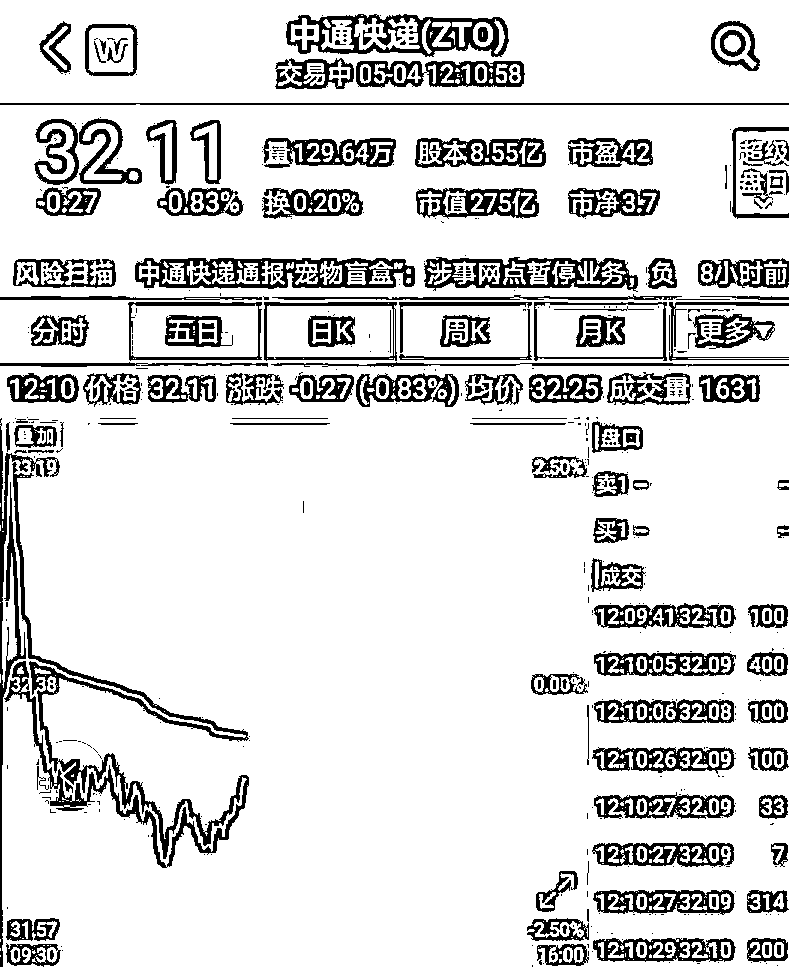 W
中通快递(ZTO)
交易中 05-04 12:10:58
32.11
-0.27 -0.83%
量129.64万 股本8.55亿 市盈42
换0.20% 市值275亿 市净3.7
超级
盘口
风险扫描 中通快递通报“宠物盲盒”：涉事网点暂停业务，负 8小时前
分时 五日 日K 周K 月K 更多
12:10 价格 32.11 涨跌 -0.27 (-0.83%) 均价 32.25 成交量 1631
叠加
33.19 2.50%
32.38 0.00%
31.57 -2.50%
09:30 16:00
盘口
卖1 -- --
买1 -- --
成交
12:09:41 32.10 100
12:10:05 32.09 400
12:10:06 32.08 100
12:10:26 32.09 100
12:10:27 32.09 33
12:10:27 32.09 7
12:10:27 32.09 314
12:10:29 32.10 200